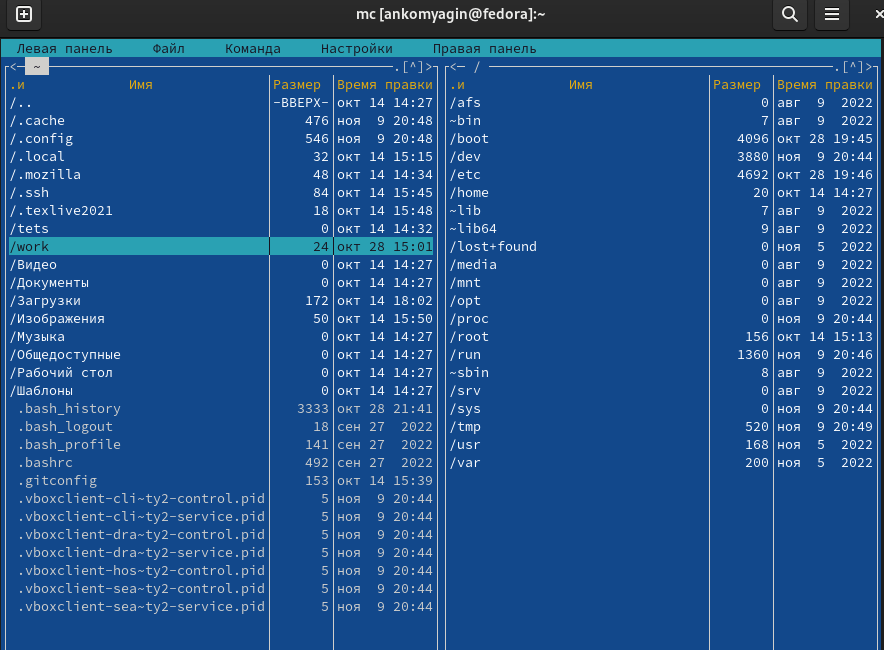 mc [ankomyagin@fedora]:~
Левая панель Файл Команда Настройки Правая панель
<─ ~ ─.[^]>
.и Имя Размер Время правки
/.. -ВВЕРХ- окт 14 14:27
/.cache 476 ноя 9 20:48
/.config 546 ноя 9 20:48
/.local 32 окт 14 15:15
/.mozilla 48 окт 14 14:34
/.ssh 84 окт 14 15:45
/.texlive2021 18 окт 14 15:48
/tets 0 окт 14 14:32
/work 24 окт 28 15:01
/Видео 0 окт 14 14:27
/Документы 0 окт 14 14:27
/Загрузки 172 окт 14 18:02
/Изображения 50 окт 14 15:50
/Музыка 0 окт 14 14:27
/Общедоступные 0 окт 14 14:27
/Рабочий стол 0 окт 14 14:27
/Шаблоны 0 окт 14 14:27
.bash_history 3333 окт 28 21:41
.bash_logout 18 сен 27 2022
.bash_profile 141 сен 27 2022
.bashrc 492 сен 27 2022
.gitconfig 153 окт 14 15:39
.vboxclient-cli~ty2-control.pid 5 ноя 9 20:44
.vboxclient-cli~ty2-service.pid 5 ноя 9 20:44
.vboxclient-dra~ty2-control.pid 5 ноя 9 20:44
.vboxclient-dra~ty2-service.pid 5 ноя 9 20:44
.vboxclient-hos~ty2-control.pid 5 ноя 9 20:44
.vboxclient-sea~ty2-control.pid 5 ноя 9 20:44
.vboxclient-sea~ty2-service.pid 5 ноя 9 20:44
<─ / ─.[^]>
.и Имя Размер Время правки
/afs 0 авг 9 2022
~bin 7 авг 9 2022
/boot 4096 окт 28 19:45
/dev 3880 ноя 9 20:44
/etc 4692 окт 28 19:46
/home 20 окт 14 14:27
~lib 7 авг 9 2022
~lib64 9 авг 9 2022
/lost+found 0 ноя 5 2022
/media 0 авг 9 2022
/mnt 0 авг 9 2022
/opt 0 авг 9 2022
/proc 0 ноя 9 20:44
/root 156 окт 14 15:13
/run 1360 ноя 9 20:46
~sbin 8 авг 9 2022
/srv 0 авг 9 2022
/sys 0 ноя 9 20:44
/tmp 520 ноя 9 20:49
/usr 168 ноя 5 2022
/var 200 ноя 5 2022